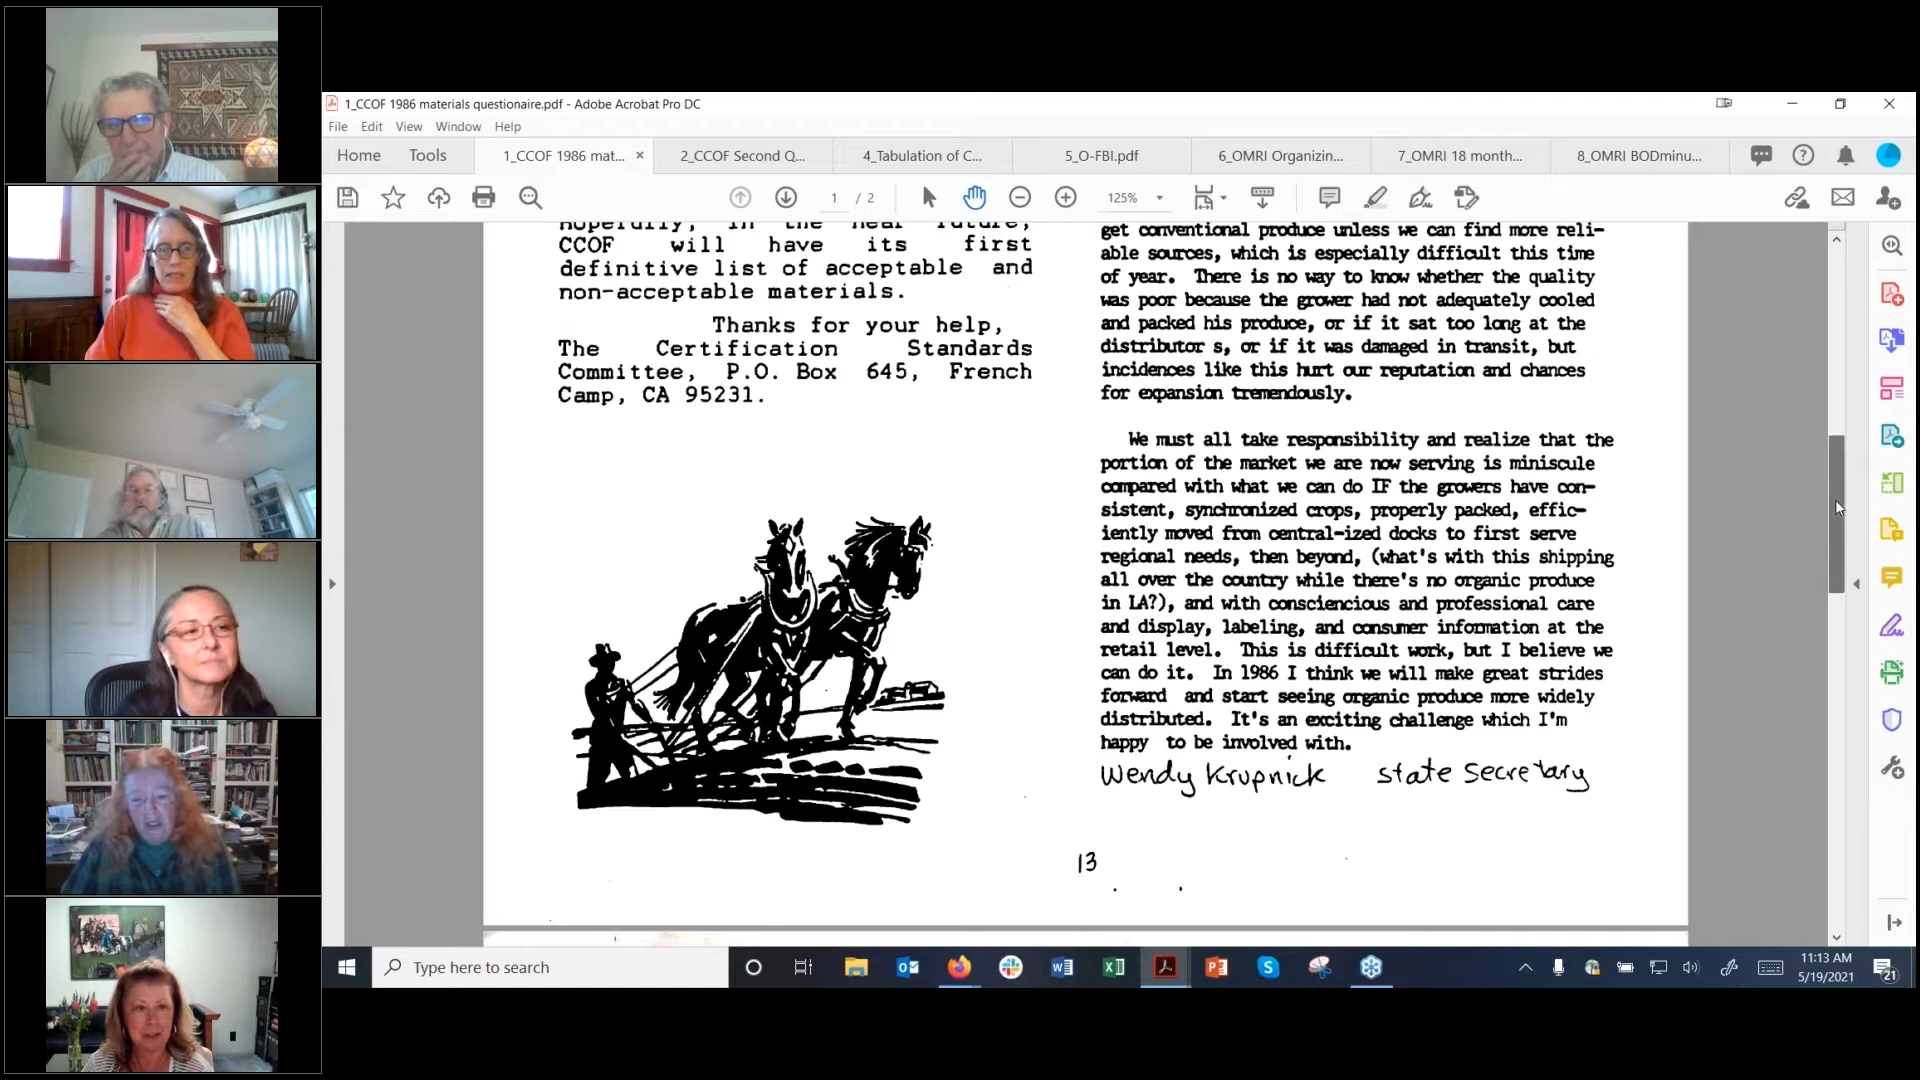 1_CCOF 1986 materials questionaire.pdf - Adobe Acrobat Pro DC
File Edit View Window Help
Home Tools 1_CCOF 1986 mat... × 2_CCOF Second Q... 4_Tabulation of C... 5_O-FBI.pdf 6_OMRI Organizin... 7_OMRI 18 month... 8_OMRI BODminu...
1 / 2 125%
Hopefully, in the near future,
CCOF will have its first
definitive list of acceptable and
non-acceptable materials.
Thanks for your help,
The Certification Standards
Committee, P.O. Box 645, French
Camp, CA 95231.
get conventional produce unless we can find more reli-
able sources, which is especially difficult this time
of year. There is no way to know whether the quality
was poor because the grower had not adequately cooled
and packed his produce, or if it sat too long at the
distributor s, or if it was damaged in transit, but
incidences like this hurt our reputation and chances
for expansion tremendously.
We must all take responsibility and realize that the
portion of the market we are now serving is miniscule
compared with what we can do IF the growers have con-
sistent, synchronized crops, properly packed, effic-
iently moved from central-ized docks to first serve
regional needs, then beyond, (what's with this shipping
all over the country while there's no organic produce
in LA?), and with consciencious and professional care
and display, labeling, and consumer information at the
retail level. This is difficult work, but I believe we
can do it. In 1986 I think we will make great strides
forward and start seeing organic produce more widely
distributed. It's an exciting challenge which I'm
happy to be involved with.
Wendy Krupnick state secretary
13
Type here to search
11:13 AM
5/19/2021
21